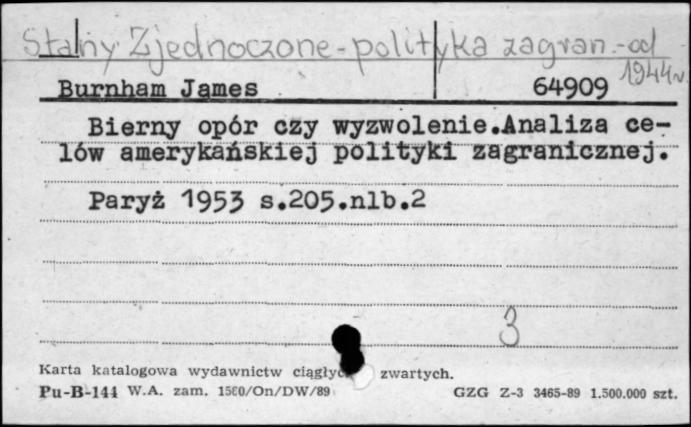 Stany Zjednoczone - polityka zagran. - od 1944 r.
Burnham James 64909
Bierny opór czy wyzwolenie.Analiza ce-
lów amerykańskiej polityki zagranicznej.
Paryż 1953 s.205.nlb.2
3
Karta katalogowa wydawnictw zwartych.
Pu-B-144 W.A. zam. 1560/On/DW/89 GZG Z-3 3465-89 1.500.000 szt.